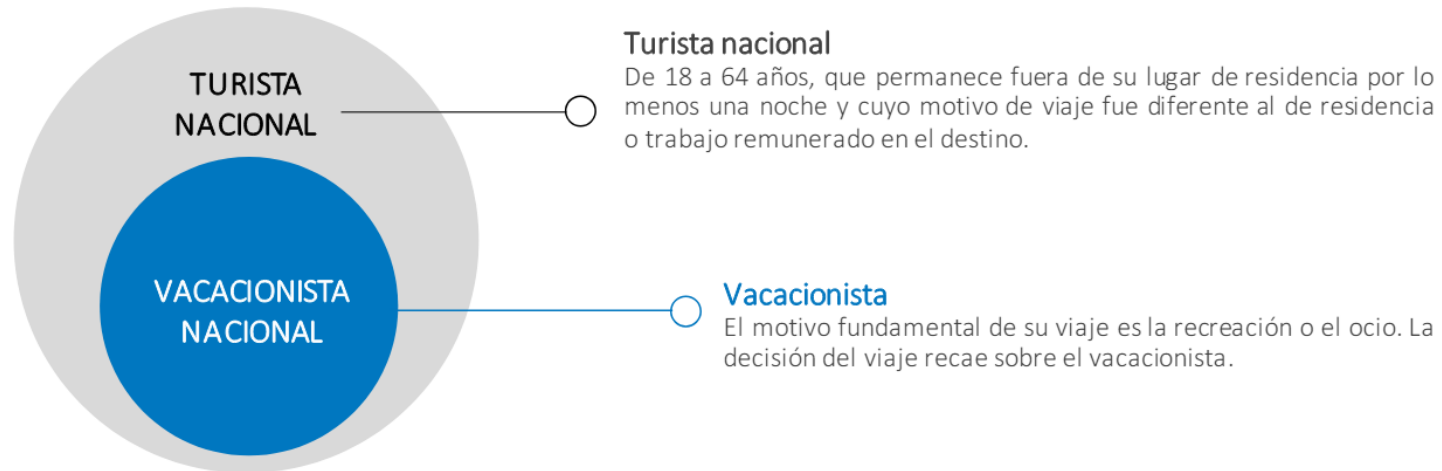 TURISTA
NACIONAL
Turista nacional
De 18 a 64 años, que permanece fuera de su lugar de residencia por lo
menos una noche y cuyo motivo de viaje fue diferente al de residencia
o trabajo remunerado en el destino.
VACACIONISTA
NACIONAL
Vacacionista
El motivo fundamental de su viaje es la recreación o el ocio. La
decisión del viaje recae sobre el vacacionista.